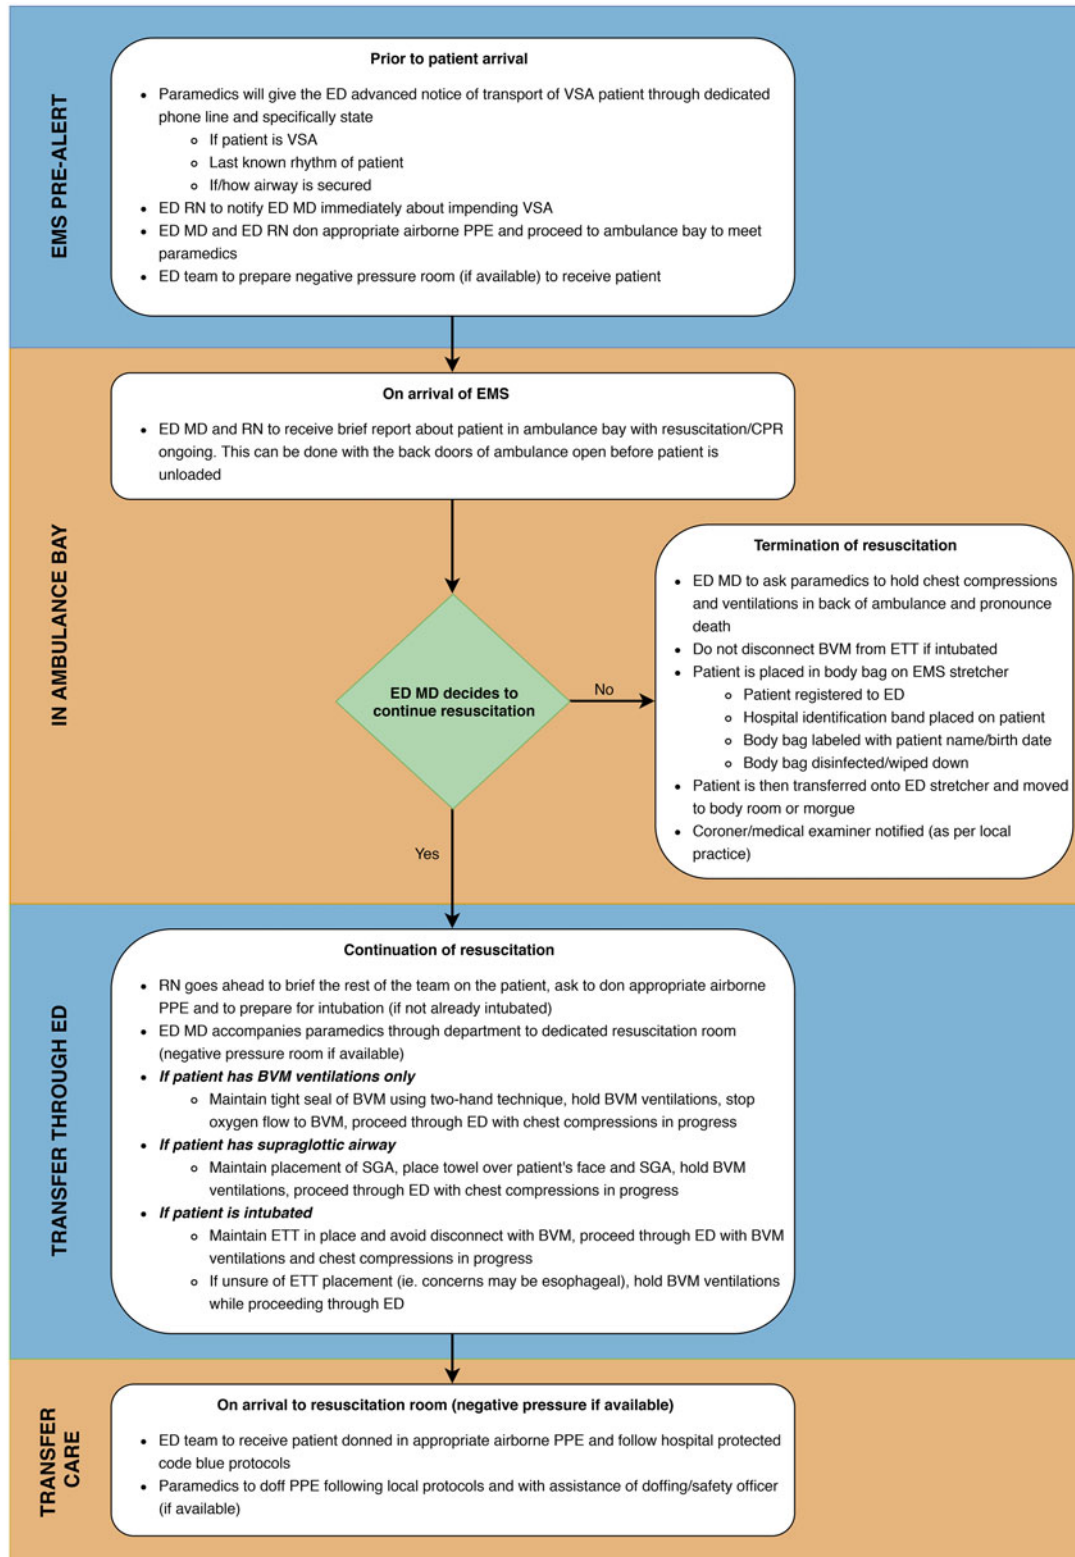 EMS PRE-ALERT
Prior to patient arrival
• Paramedics will give the ED advanced notice of transport of VSA patient through dedicated
phone line and specifically state
○ If patient is VSA
○ Last known rhythm of patient
○ If/how airway is secured
• ED RN to notify ED MD immediately about impending VSA
• ED MD and ED RN don appropriate airborne PPE and proceed to ambulance bay to meet
paramedics
• ED team to prepare negative pressure room (if available) to receive patient
IN AMBULANCE BAY
On arrival of EMS
• ED MD and RN to receive brief report about patient in ambulance bay with resuscitation/CPR
ongoing. This can be done with the back doors of ambulance open before patient is
unloaded
ED MD decides to
continue resuscitation
No
Termination of resuscitation
• ED MD to ask paramedics to hold chest compressions
and ventilations in back of ambulance and pronounce
death
• Do not disconnect BVM from ETT if intubated
• Patient is placed in body bag on EMS stretcher
○ Patient registered to ED
○ Hospital identification band placed on patient
○ Body bag labeled with patient name/birth date
○ Body bag disinfected/wiped down
• Patient is then transferred onto ED stretcher and moved
to body room or morgue
• Coroner/medical examiner notified (as per local
practice)
Yes
TRANSFER THROUGH ED
Continuation of resuscitation
• RN goes ahead to brief the rest of the team on the patient, ask to don appropriate airborne
PPE and to prepare for intubation (if not already intubated)
• ED MD accompanies paramedics through department to dedicated resuscitation room
(negative pressure room if available)
• If patient has BVM ventilations only
○ Maintain tight seal of BVM using two-hand technique, hold BVM ventilations, stop
oxygen flow to BVM, proceed through ED with chest compressions in progress
• If patient has supraglottic airway
○ Maintain placement of SGA, place towel over patient's face and SGA, hold BVM
ventilations, proceed through ED with chest compressions in progress
• If patient is intubated
○ Maintain ETT in place and avoid disconnect with BVM, proceed through ED with BVM
ventilations and chest compressions in progress
○ If unsure of ETT placement (ie. concerns may be esophageal), hold BVM ventilations
while proceeding through ED
TRANSFER
CARE
On arrival to resuscitation room (negative pressure if available)
• ED team to receive patient donned in appropriate airborne PPE and follow hospital protected
code blue protocols
• Paramedics to doff PPE following local protocols and with assistance of doffing/safety officer
(if available)